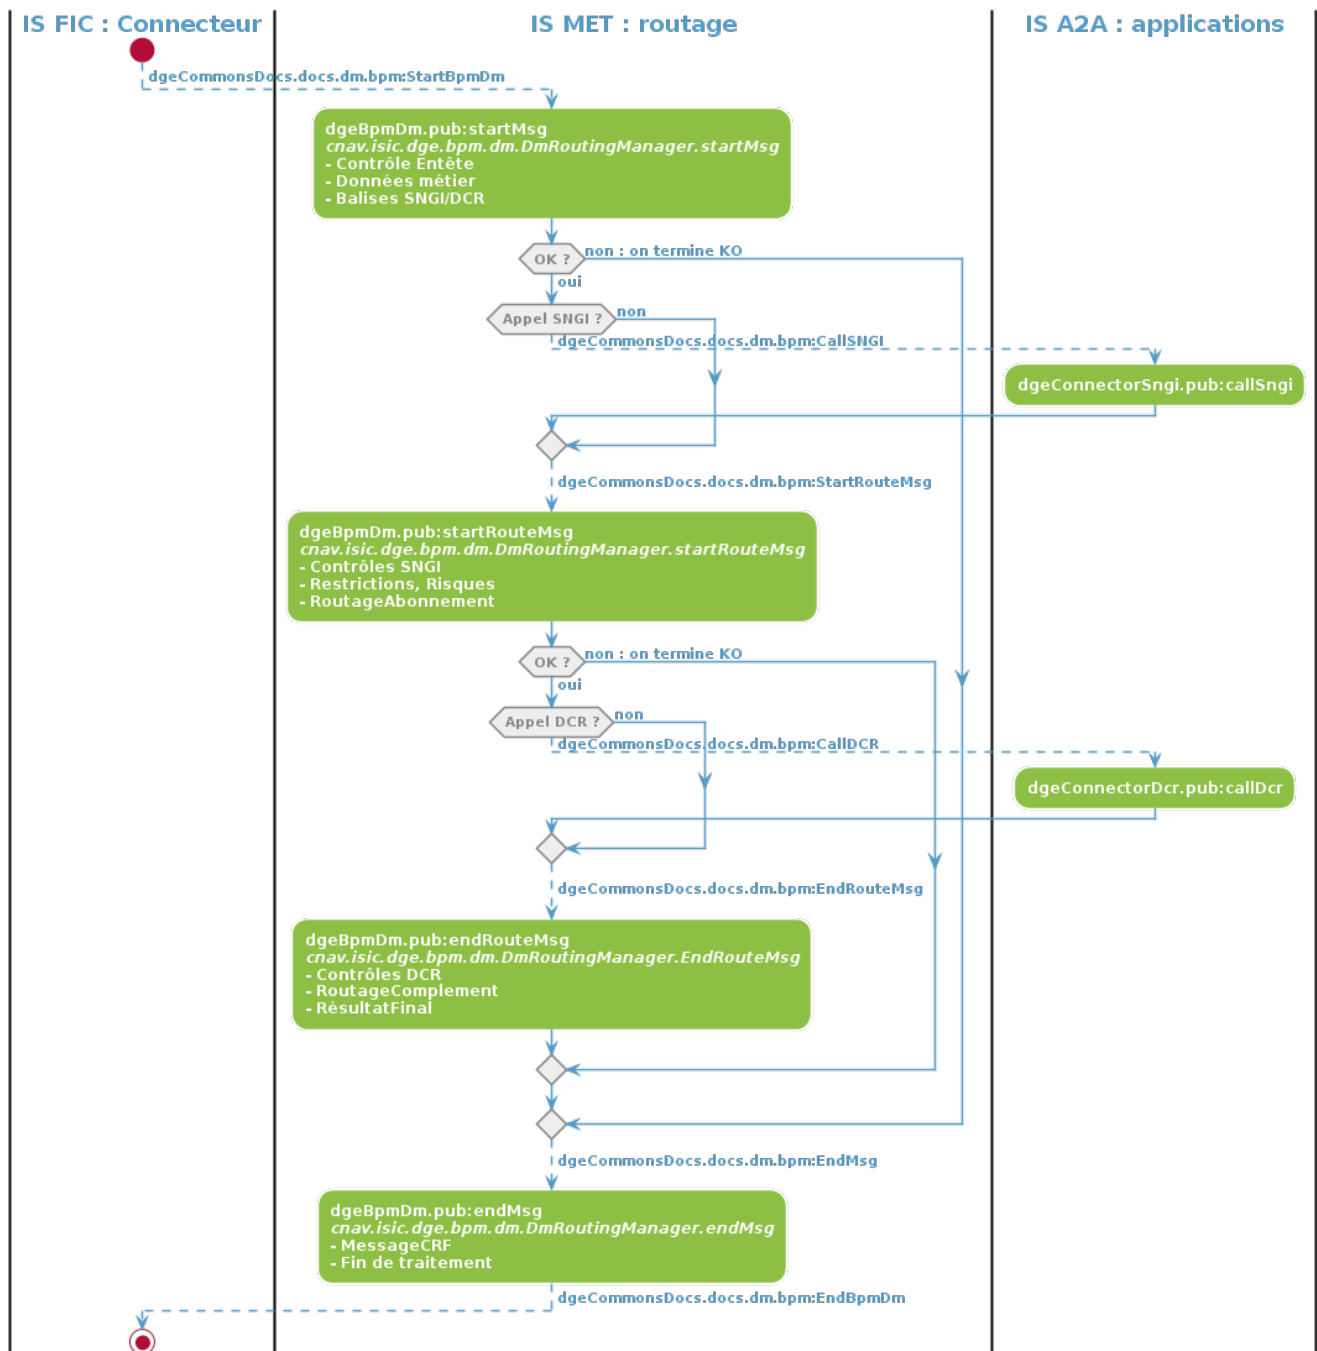 IS FIC : Connecteur
IS MET : routage
IS A2A : applications
dgeCommonsDocs.docs.dm.bpm:StartBpmDm
dgeBpmDm.pub:startMsg
cnav.isic.dge.bpm.dm.DmRoutingManager.startMsg
- Contrôle Entête
- Données métier
- Balises SNGI/DCR
OK ?
non : on termine KO
oui
Appel SNGI ?
non
dgeCommonsDocs.docs.dm.bpm:CallSNGI
dgeConnectorSngi.pub:callSngi
dgeCommonsDocs.docs.dm.bpm:StartRouteMsg
dgeBpmDm.pub:startRouteMsg
cnav.isic.dge.bpm.dm.DmRoutingManager.startRouteMsg
- Contrôles SNGI
- Restrictions, Risques
- RoutageAbonnement
OK ?
non : on termine KO
oui
Appel DCR ?
non
dgeCommonsDocs.docs.dm.bpm:CallDCR
dgeConnectorDcr.pub:callDcr
dgeCommonsDocs.docs.dm.bpm:EndRouteMsg
dgeBpmDm.pub:endRouteMsg
cnav.isic.dge.bpm.dm.DmRoutingManager.EndRouteMsg
- Contrôles DCR
- RoutageComplement
- RésultatFinal
dgeCommonsDocs.docs.dm.bpm:EndMsg
dgeBpmDm.pub:endMsg
cnav.isic.dge.bpm.dm.DmRoutingManager.endMsg
- MessageCRF
- Fin de traitement
dgeCommonsDocs.docs.dm.bpm:EndBpmDm